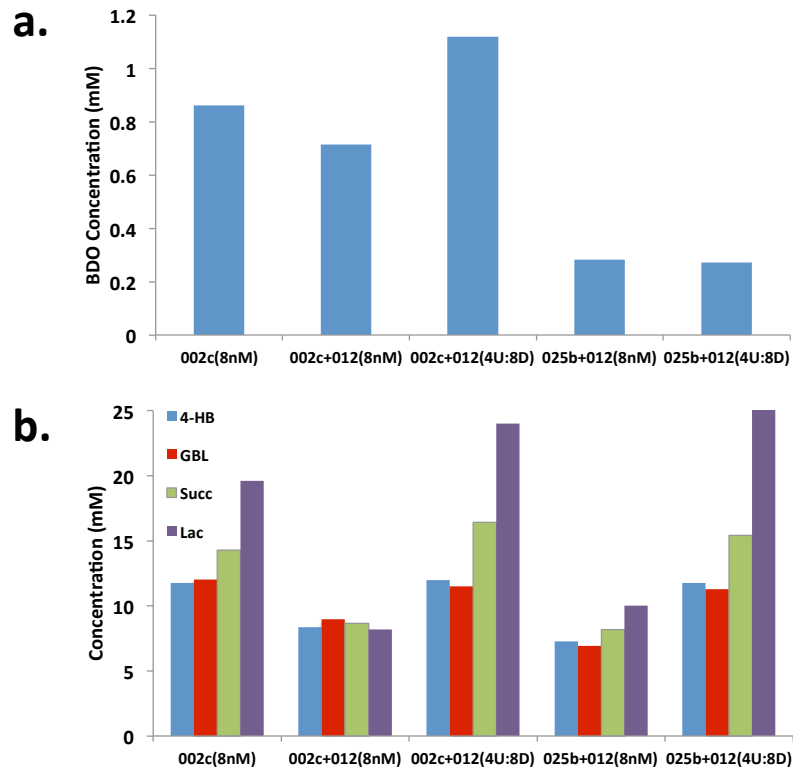 a.
BDO Concentration (mM)
1.2
1
0.8
0.6
0.4
0.2
0
002c(8nM) 002c+012(8nM) 002c+012(4U:8D) 025b+012(8nM) 025b+012(4U:8D)
b.
Concentration (mM)
25
20
15
10
5
0
4-HB
GBL
Succ
Lac
002c(8nM) 002c+012(8nM) 002c+012(4U:8D) 025b+012(8nM) 025b+012(4U:8D)